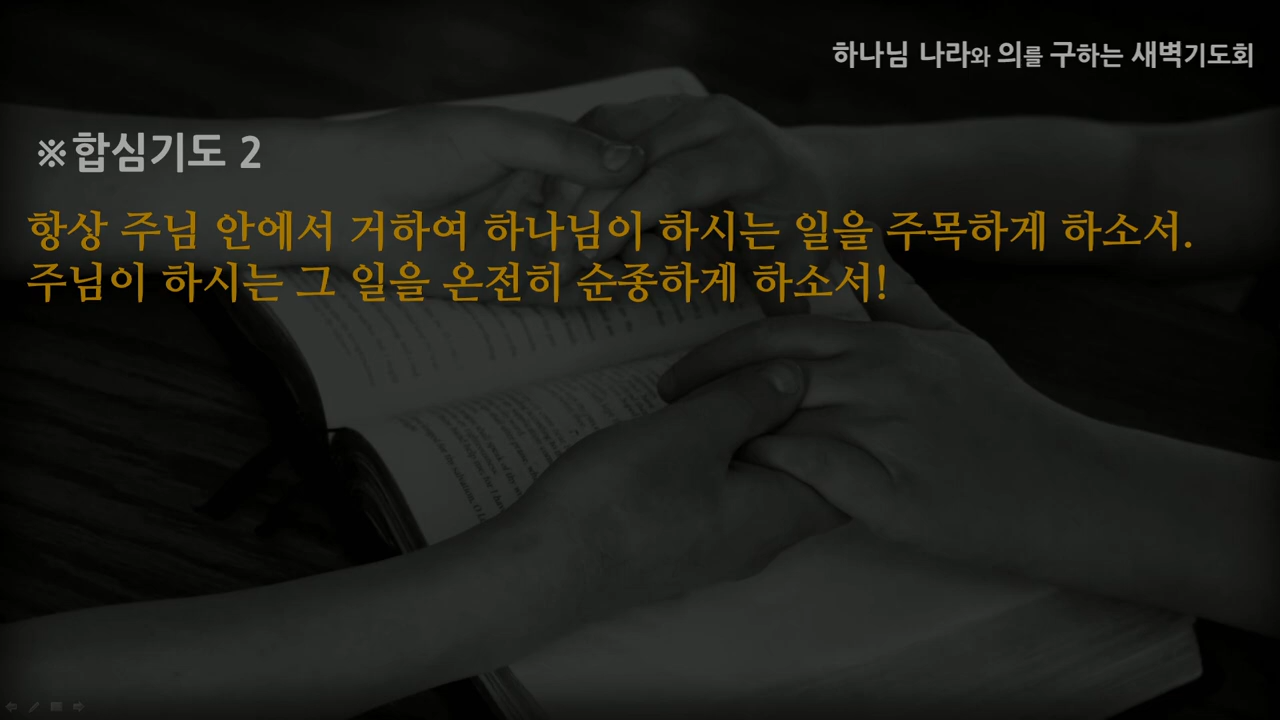 하나님 나라와 의를 구하는 새벽기도회
※합심기도 2
항상 주님 안에서 거하여 하나님이 하시는 일을 주목하게 하소서.
주님이 하시는 그 일을 온전히 순종하게 하소서!